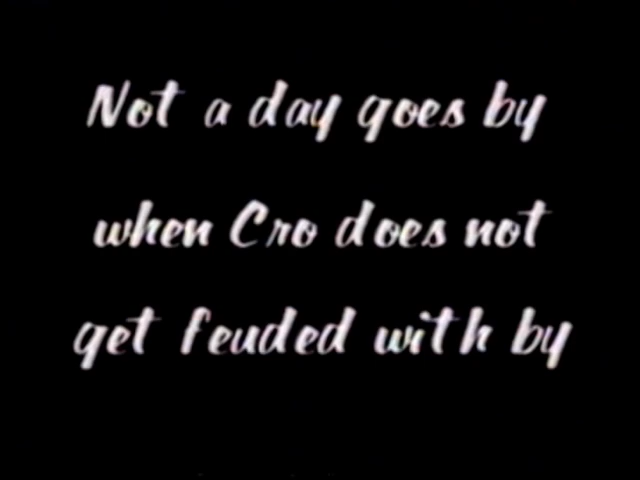 Not a day goes by
when Cro does not
get feuded with by